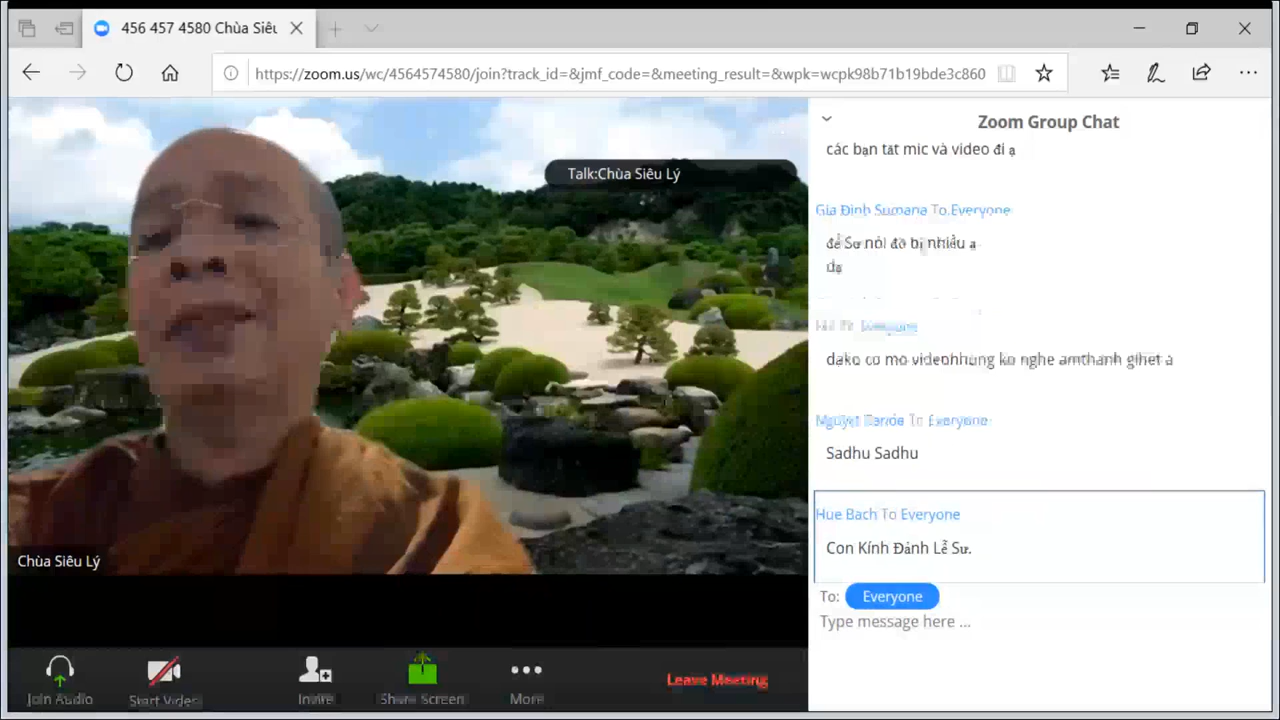 456 457 4580 Chùa Siêu
https://zoom.us/wc/4564574580/join?track_id=&jmf_code=&meeting_result=&wpk=wcpk98b71b19bde3c860
Talk:Chùa Siêu Lý
Chùa Siêu Lý
Join Audio
Start Video
Invite
Share Screen
More
Leave Meeting
Zoom Group Chat
các bạn tắt mic và video đi ạ
Gia Đình Sumana To Everyone
để Sư nói đỡ bị nhiễu ạ
dạ
Everyone
dako co mo videonhung ko nghe amthanh gihet a
To Everyone
Sadhu Sadhu
Hue Bach To Everyone
Con Kính Đảnh Lễ Sư.
To: Everyone
Type message here ...